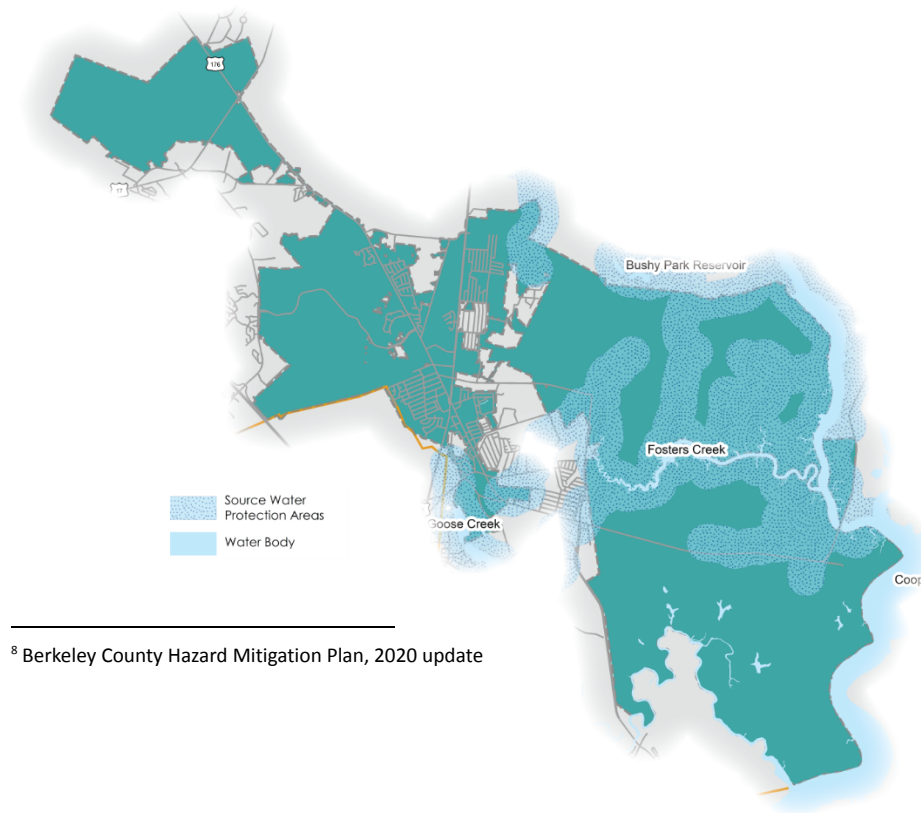 176
17
Bushy Park Reservoir
Fosters Creek
Source Water
Protection Areas
Water Body
Goose Creek
Coop
⁸ Berkeley County Hazard Mitigation Plan, 2020 update